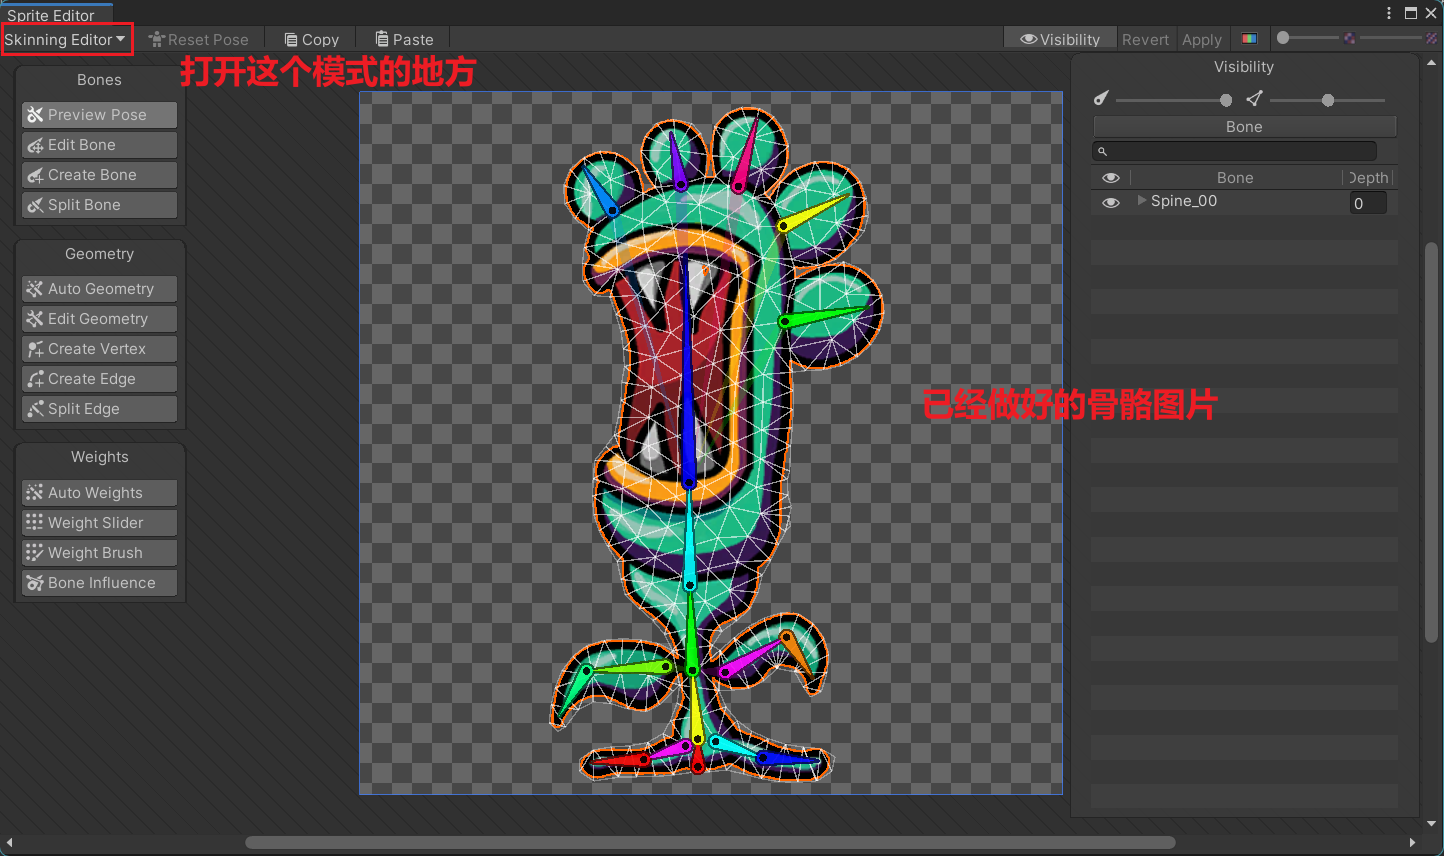 Sprite Editor
Skinning Editor
Reset Pose
Copy
Paste
Visibility
Revert
Apply
打开这个模式的地方
Bones
Preview Pose
Edit Bone
Create Bone
Split Bone
Geometry
Auto Geometry
Edit Geometry
Create Vertex
Create Edge
Split Edge
Weights
Auto Weights
Weight Slider
Weight Brush
Bone Influence
已经做好的骨骼图片
Visibility
Bone
Bone
Depth
Spine_00
0